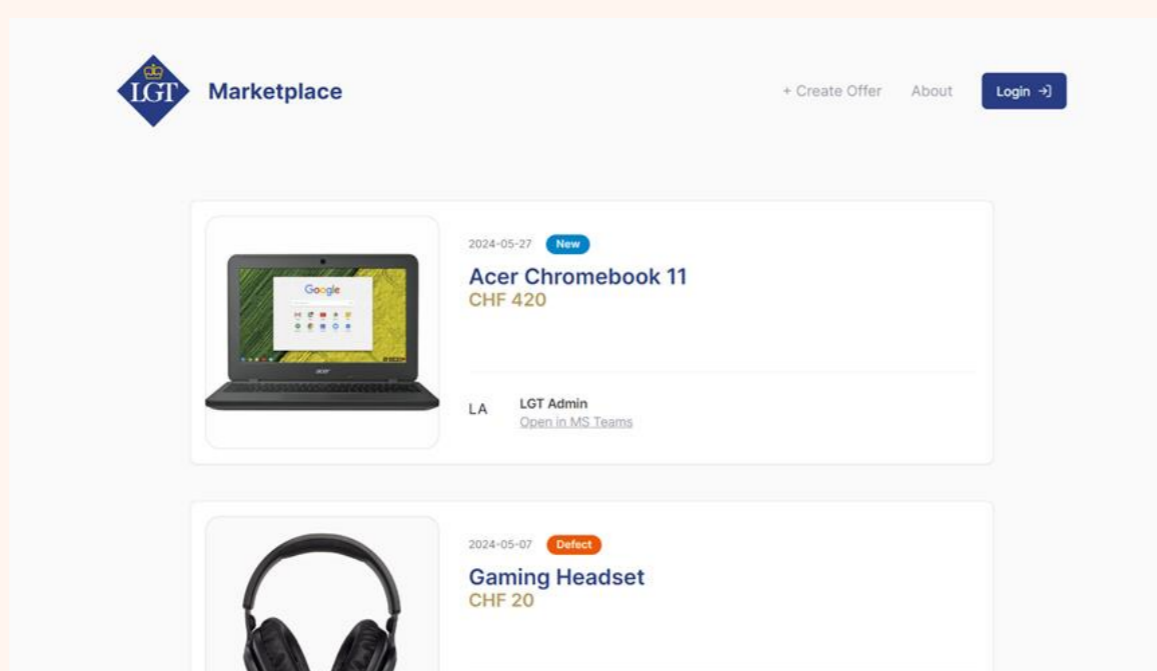 LGT
Marketplace
+ Create Offer
About
Login
2024-05-27
New
Acer Chromebook 11
CHF 420
Google
acer
LA
LGT Admin
Open in MS Teams
2024-05-07
Defect
Gaming Headset
CHF 20